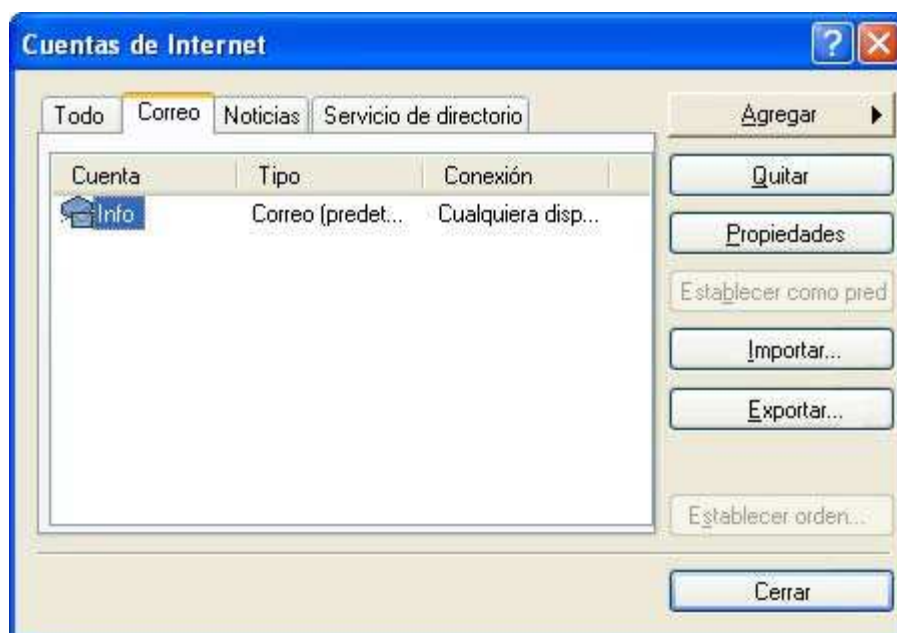 Cuentas de Internet
Todo Correo Noticias Servicio de directorio
Agregar
Cuenta Tipo Conexión
Quitar
Info Correo (predet... Cualquiera disp...
Propiedades
Establecer como pred
Importar...
Exportar...
Establecer orden...
Cerrar